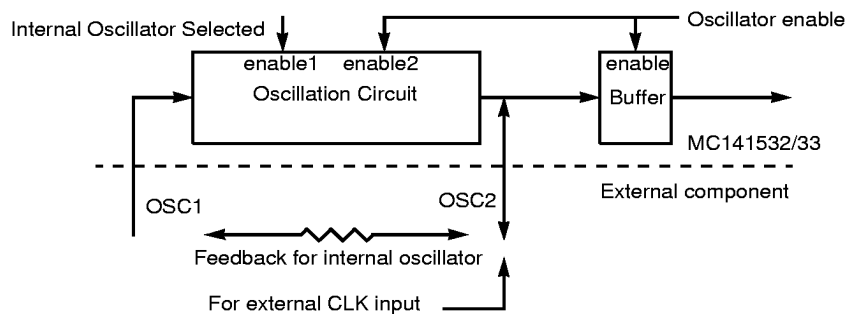 Internal Oscillator Selected
Oscillator enable
enable1
enable2
enable
Oscillation Circuit
Buffer
MC141532/33
External component
OSC1
OSC2
Feedback for internal oscillator
For external CLK input